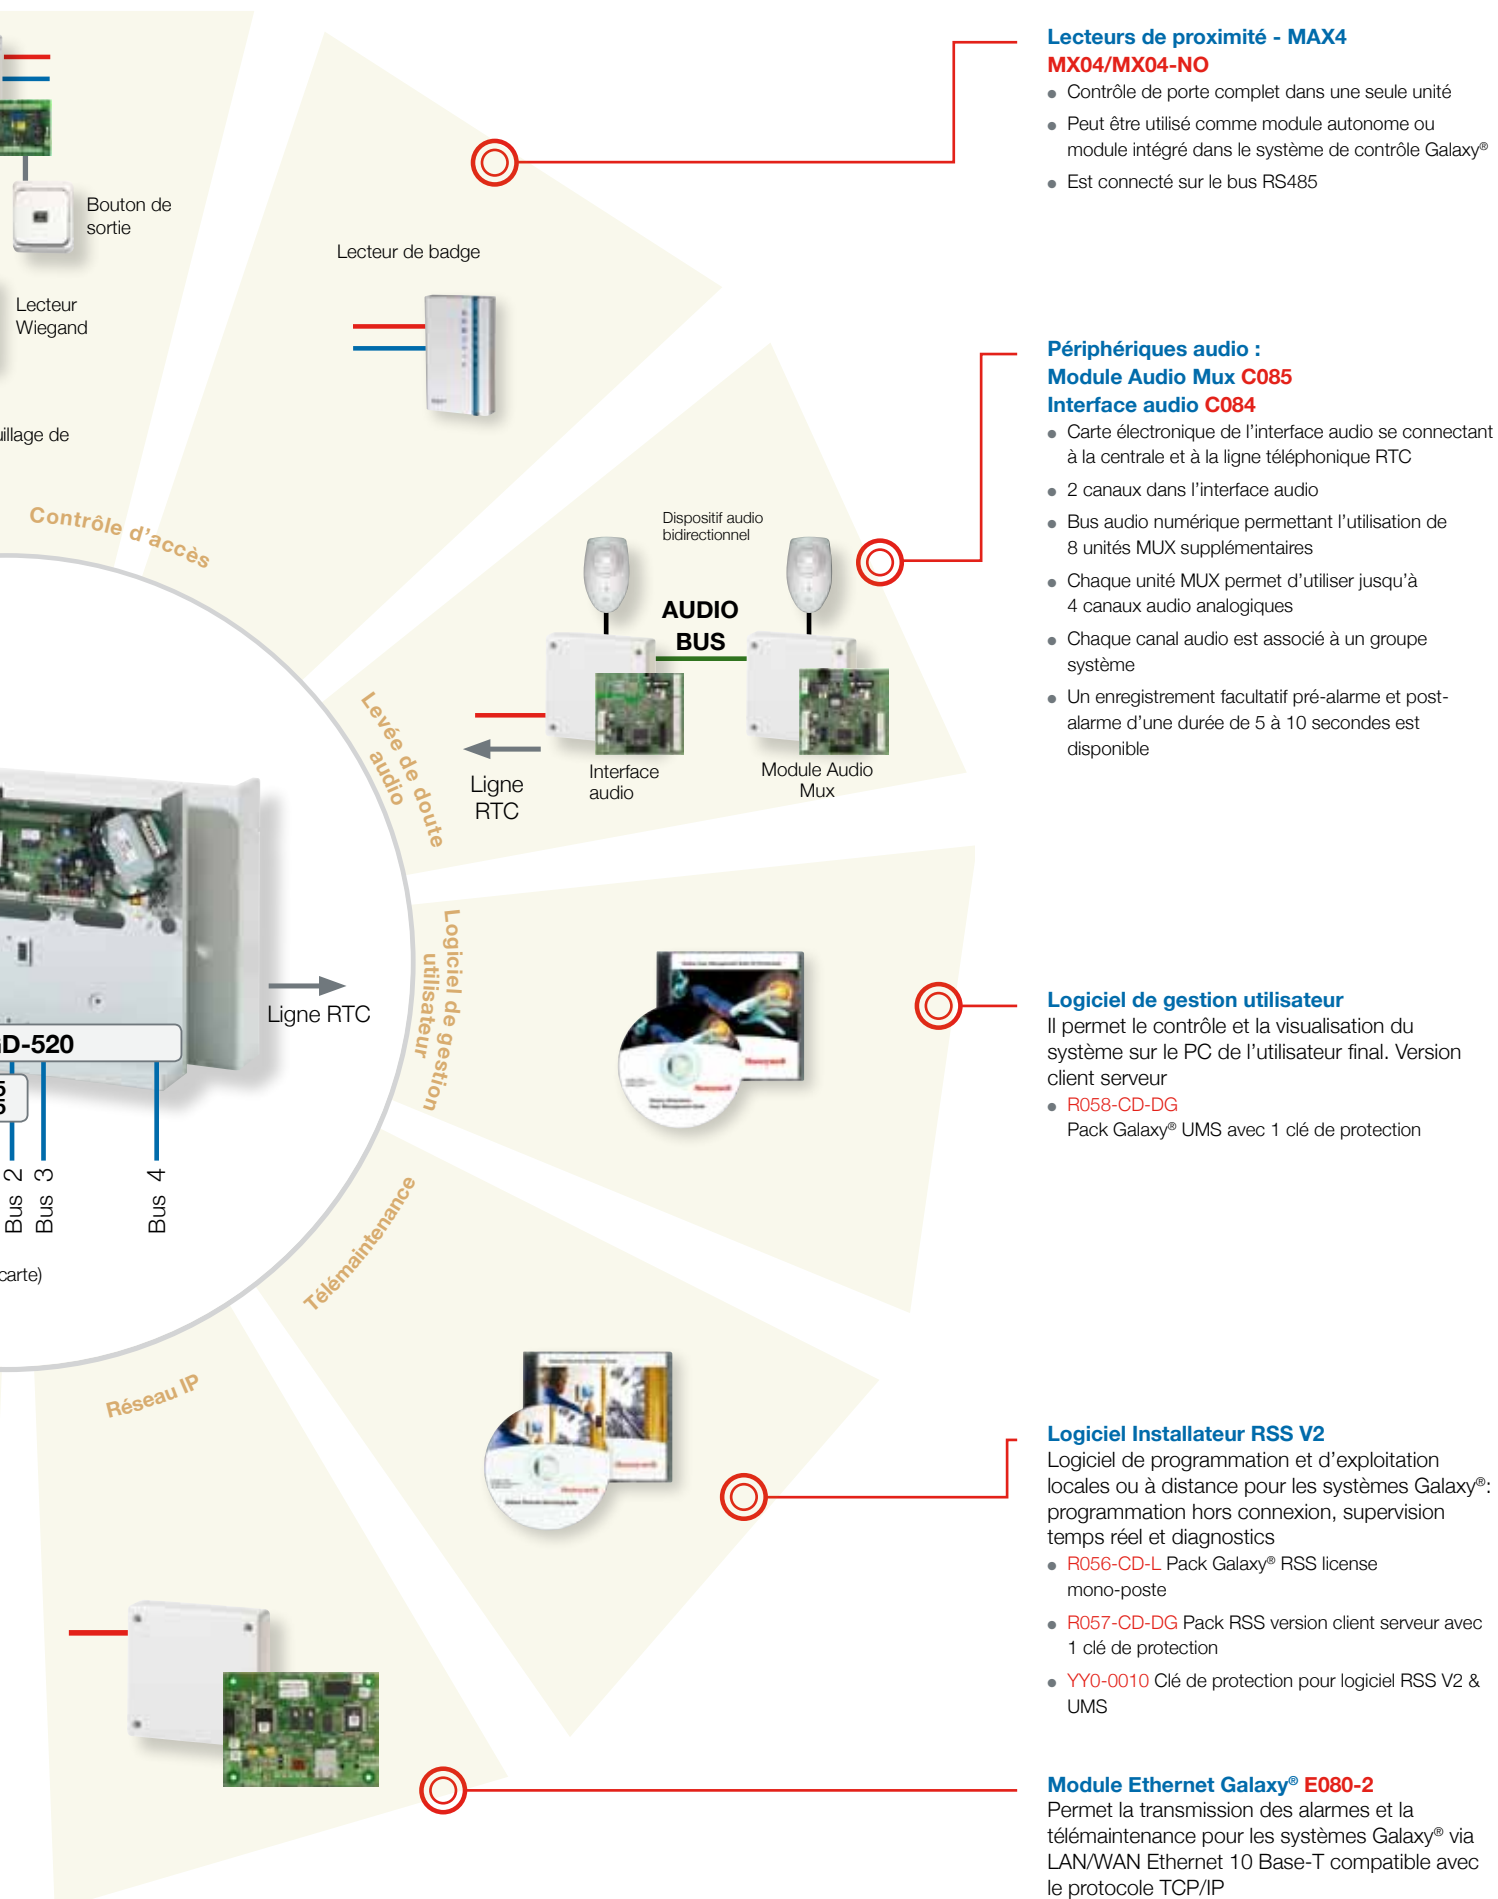 Lecteurs de proximité - MAX4
MX04/MX04-NO
● Contrôle de porte complet dans une seule unité
● Peut être utilisé comme module autonome ou
module intégré dans le système de contrôle Galaxy®
● Est connecté sur le bus RS485
Bouton de
sortie
Lecteur
Wiegand
uillage de
Contrôle d'accès
Lecteur de badge
Périphériques audio :
Module Audio Mux C085
Interface audio C084
● Carte électronique de l'interface audio se connectant
à la centrale et à la ligne téléphonique RTC
● 2 canaux dans l'interface audio
● Bus audio numérique permettant l'utilisation de
8 unités MUX supplémentaires
● Chaque unité MUX permet d'utiliser jusqu'à
4 canaux audio analogiques
● Chaque canal audio est associé à un groupe
système
● Un enregistrement facultatif pré-alarme et post-
alarme d'une durée de 5 à 10 secondes est
disponible
Dispositif audio
bidirectionnel
AUDIO
BUS
Ligne
RTC
Interface
audio
Module Audio
Mux
Levée de doute
audio
Logiciel de gestion
utilisateur
Ligne RTC
GD-520
Bus 2
Bus 3
Bus 4
carte)
Logiciel de gestion utilisateur
Il permet le contrôle et la visualisation du
système sur le PC de l'utilisateur final. Version
client serveur
● R058-CD-DG
Pack Galaxy® UMS avec 1 clé de protection
Honeywell
Honeywell
Télémaintenance
Réseau IP
Honeywell
Honeywell
Logiciel Installateur RSS V2
Logiciel de programmation et d'exploitation
locales ou à distance pour les systèmes Galaxy®:
programmation hors connexion, supervision
temps réel et diagnostics
● R056-CD-L Pack Galaxy® RSS license
mono-poste
● R057-CD-DG Pack RSS version client serveur avec
1 clé de protection
● YY0-0010 Clé de protection pour logiciel RSS V2 &
UMS
Module Ethernet Galaxy® E080-2
Permet la transmission des alarmes et la
télémaintenance pour les systèmes Galaxy® via
LAN/WAN Ethernet 10 Base-T compatible avec
le protocole TCP/IP